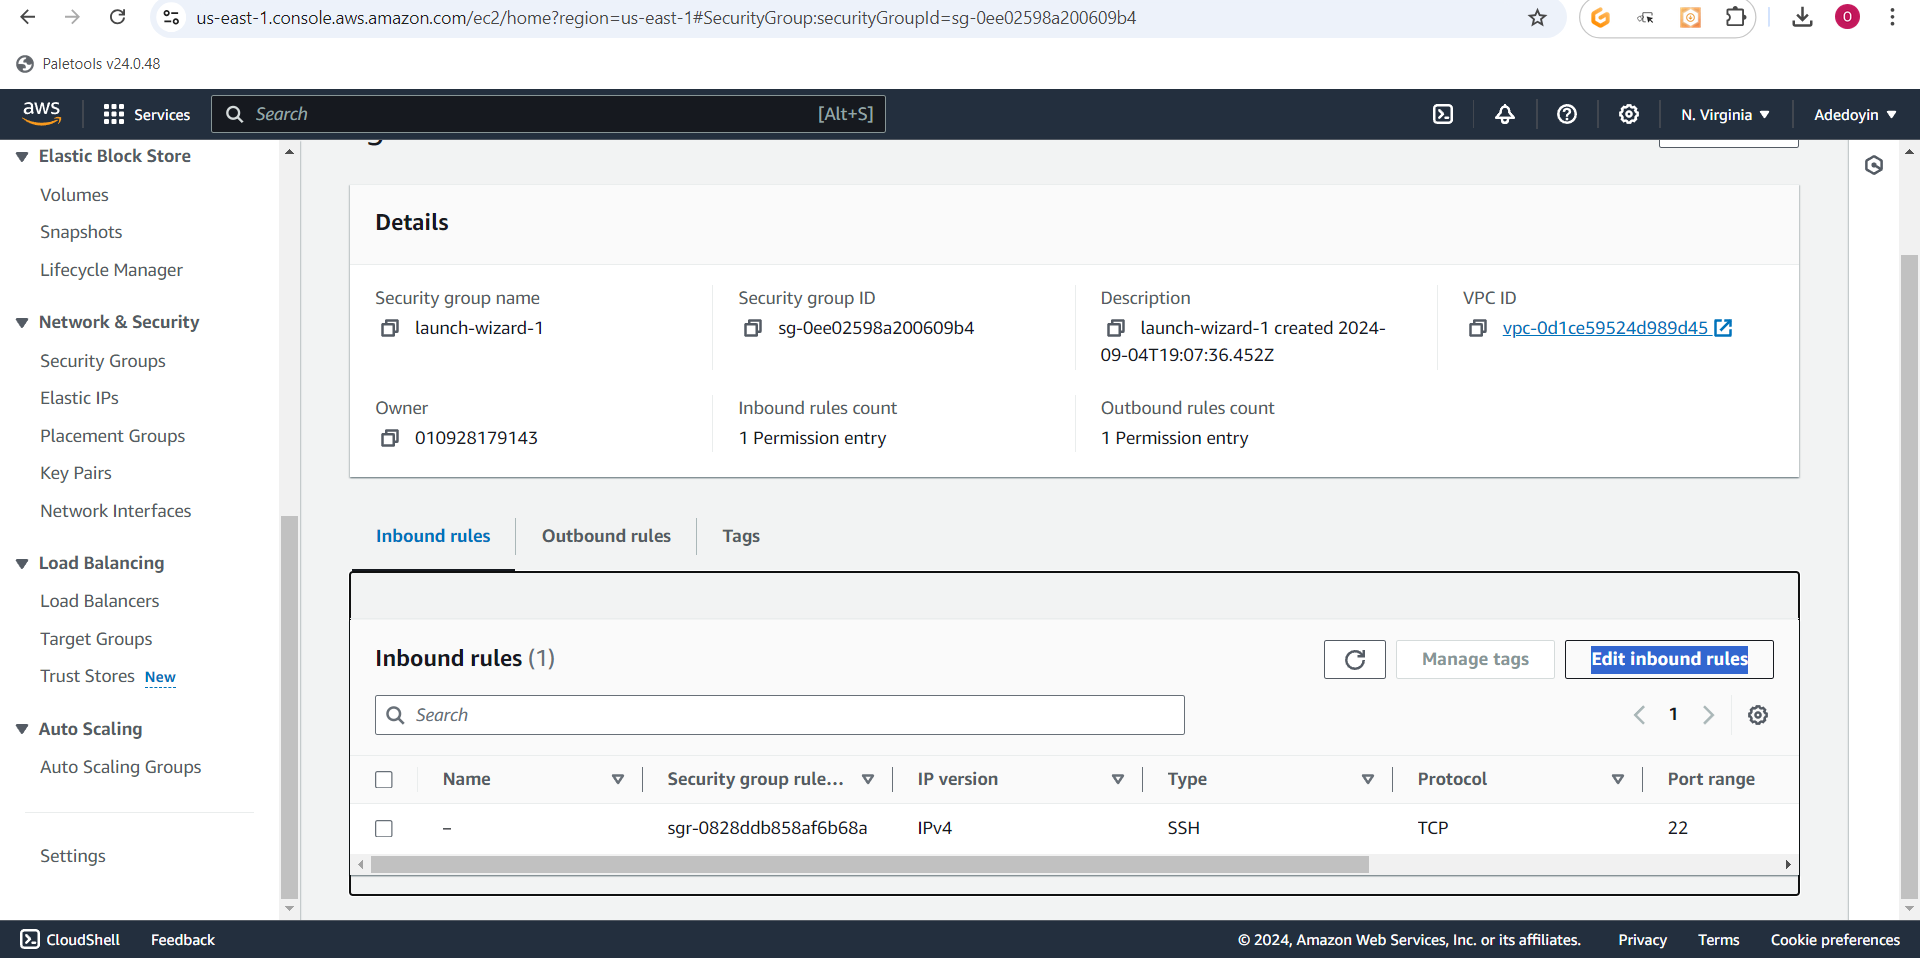 us-east-1.console.aws.amazon.com/ec2/home?region=us-east-1#SecurityGroup:securityGroupId=sg-0ee02598a200609b4
O
Paletools v24.0.48
aws
Services
Search
[Alt+S]
N. Virginia
Adedoyin
Elastic Block Store
Volumes
Snapshots
Lifecycle Manager
Network & Security
Security Groups
Elastic IPs
Placement Groups
Key Pairs
Network Interfaces
Load Balancing
Load Balancers
Target Groups
Trust Stores New
Auto Scaling
Auto Scaling Groups
Settings
Details
Security group name
launch-wizard-1
Security group ID
sg-0ee02598a200609b4
Description
launch-wizard-1 created 2024-
09-04T19:07:36.452Z
VPC ID
vpc-0d1ce59524d989d45
Owner
010928179143
Inbound rules count
1 Permission entry
Outbound rules count
1 Permission entry
Inbound rules
Outbound rules
Tags
Inbound rules (1)
Manage tags
Edit inbound rules
Search
1
Name
Security group rule...
IP version
Type
Protocol
Port range
–
sgr-0828ddb858af6b68a
IPv4
SSH
TCP
22
CloudShell
Feedback
© 2024, Amazon Web Services, Inc. or its affiliates.
Privacy
Terms
Cookie preferences